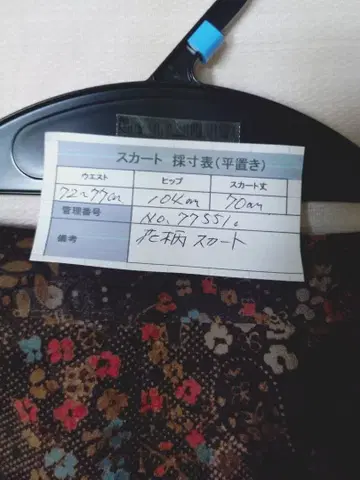 スカート 採寸表(平置き)
ウエスト ヒップ スカート丈
72~77cm 104cm 70cm
管理番号 No.77551。
備考 花柄 スカート